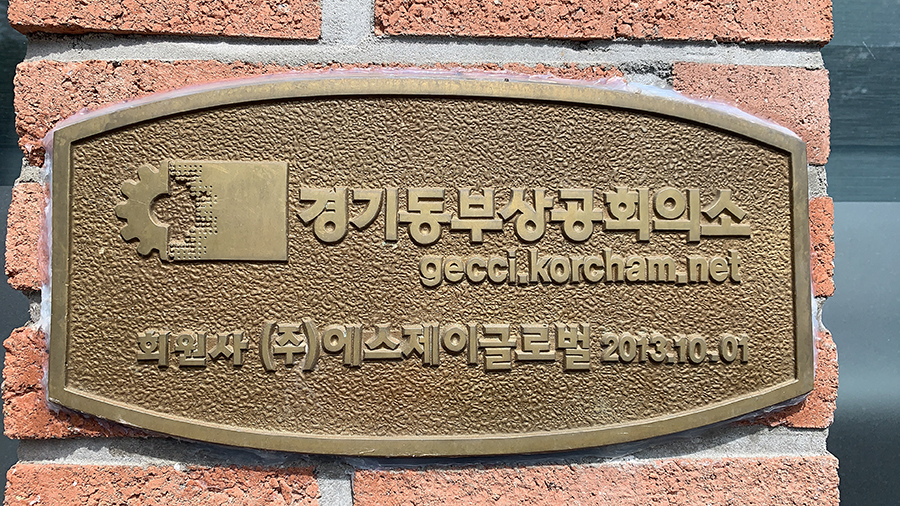 경기동부상공회의소
gecci.korcham.net
회원사 (주)에스제이글로벌 2013.10.01